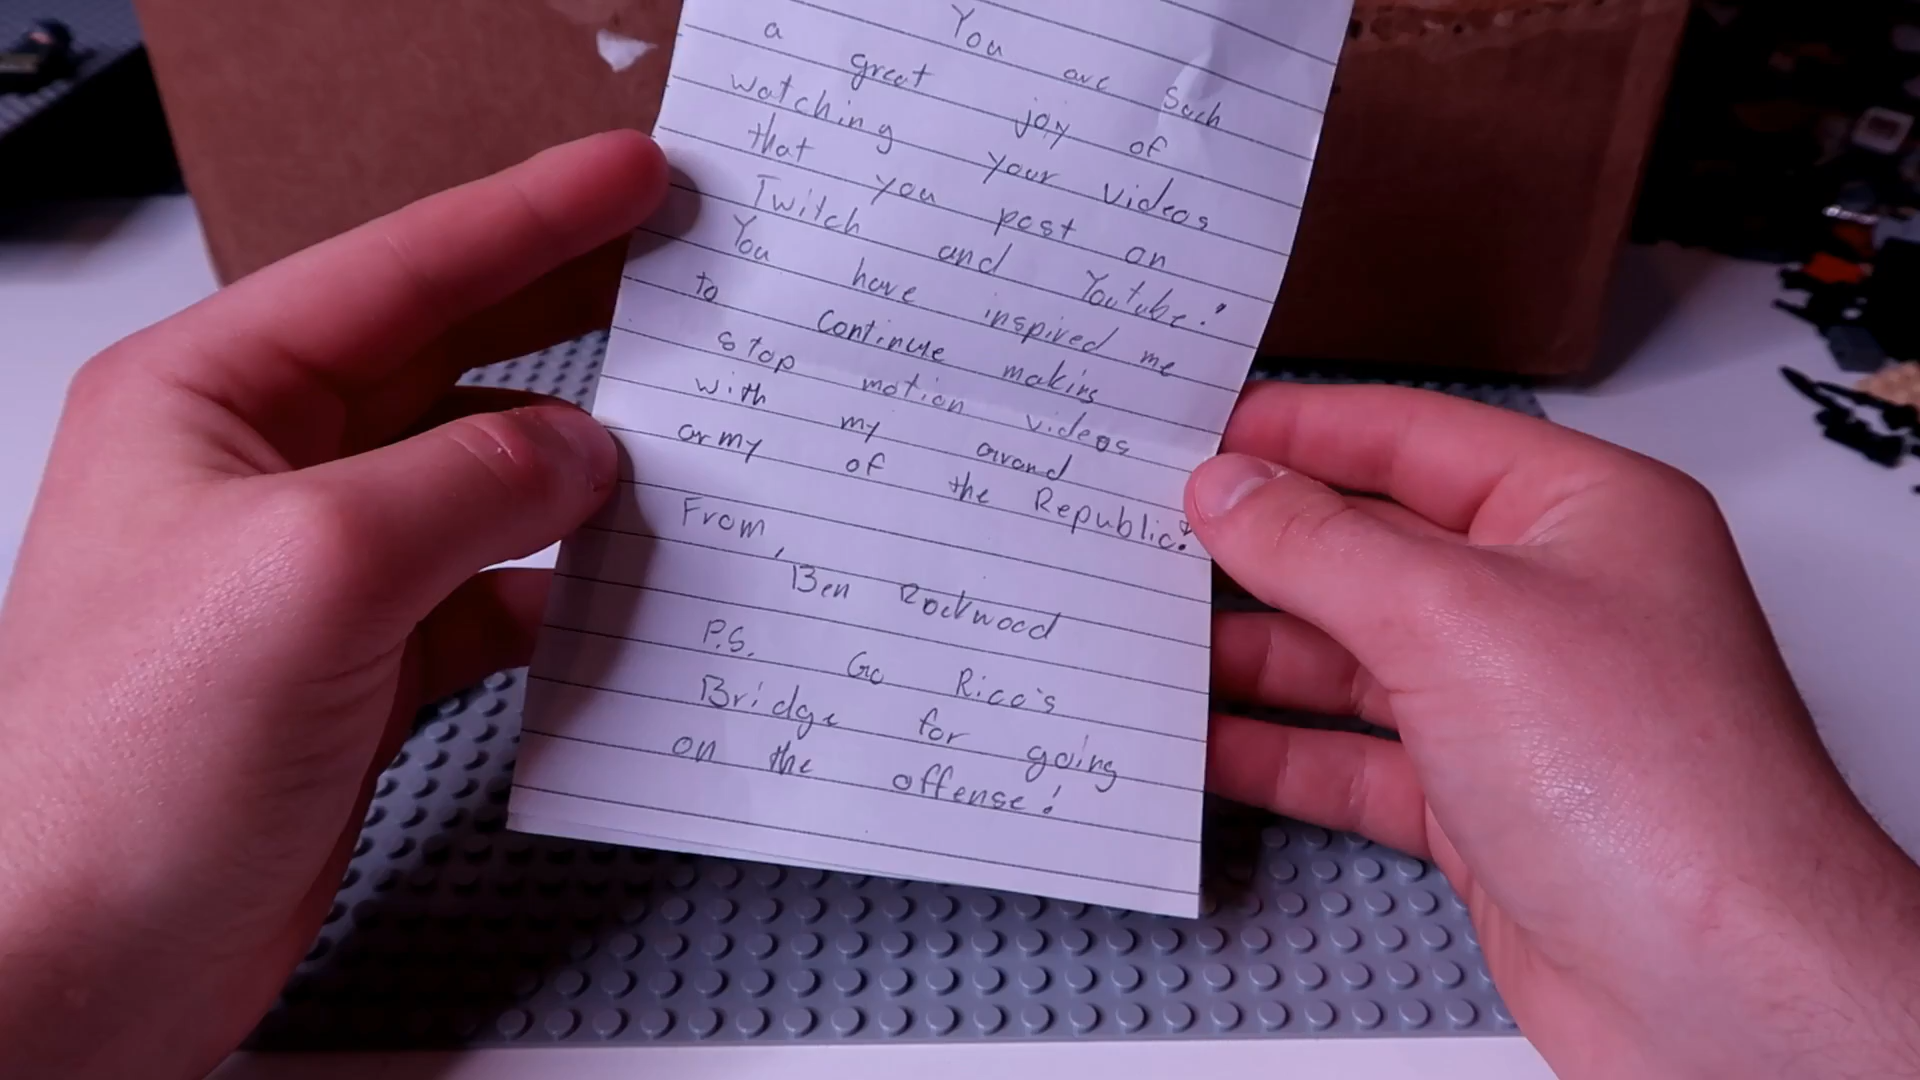 You are Such
a great joy of
watching your videos
that you post on
Twitch and Youtube!
You have inspired me
to continue making
stop motion videos
with my grand
army of the Republic!
From,
Ben Rockwood
P.S. Go Rico's
Bridge for going
on the offense!